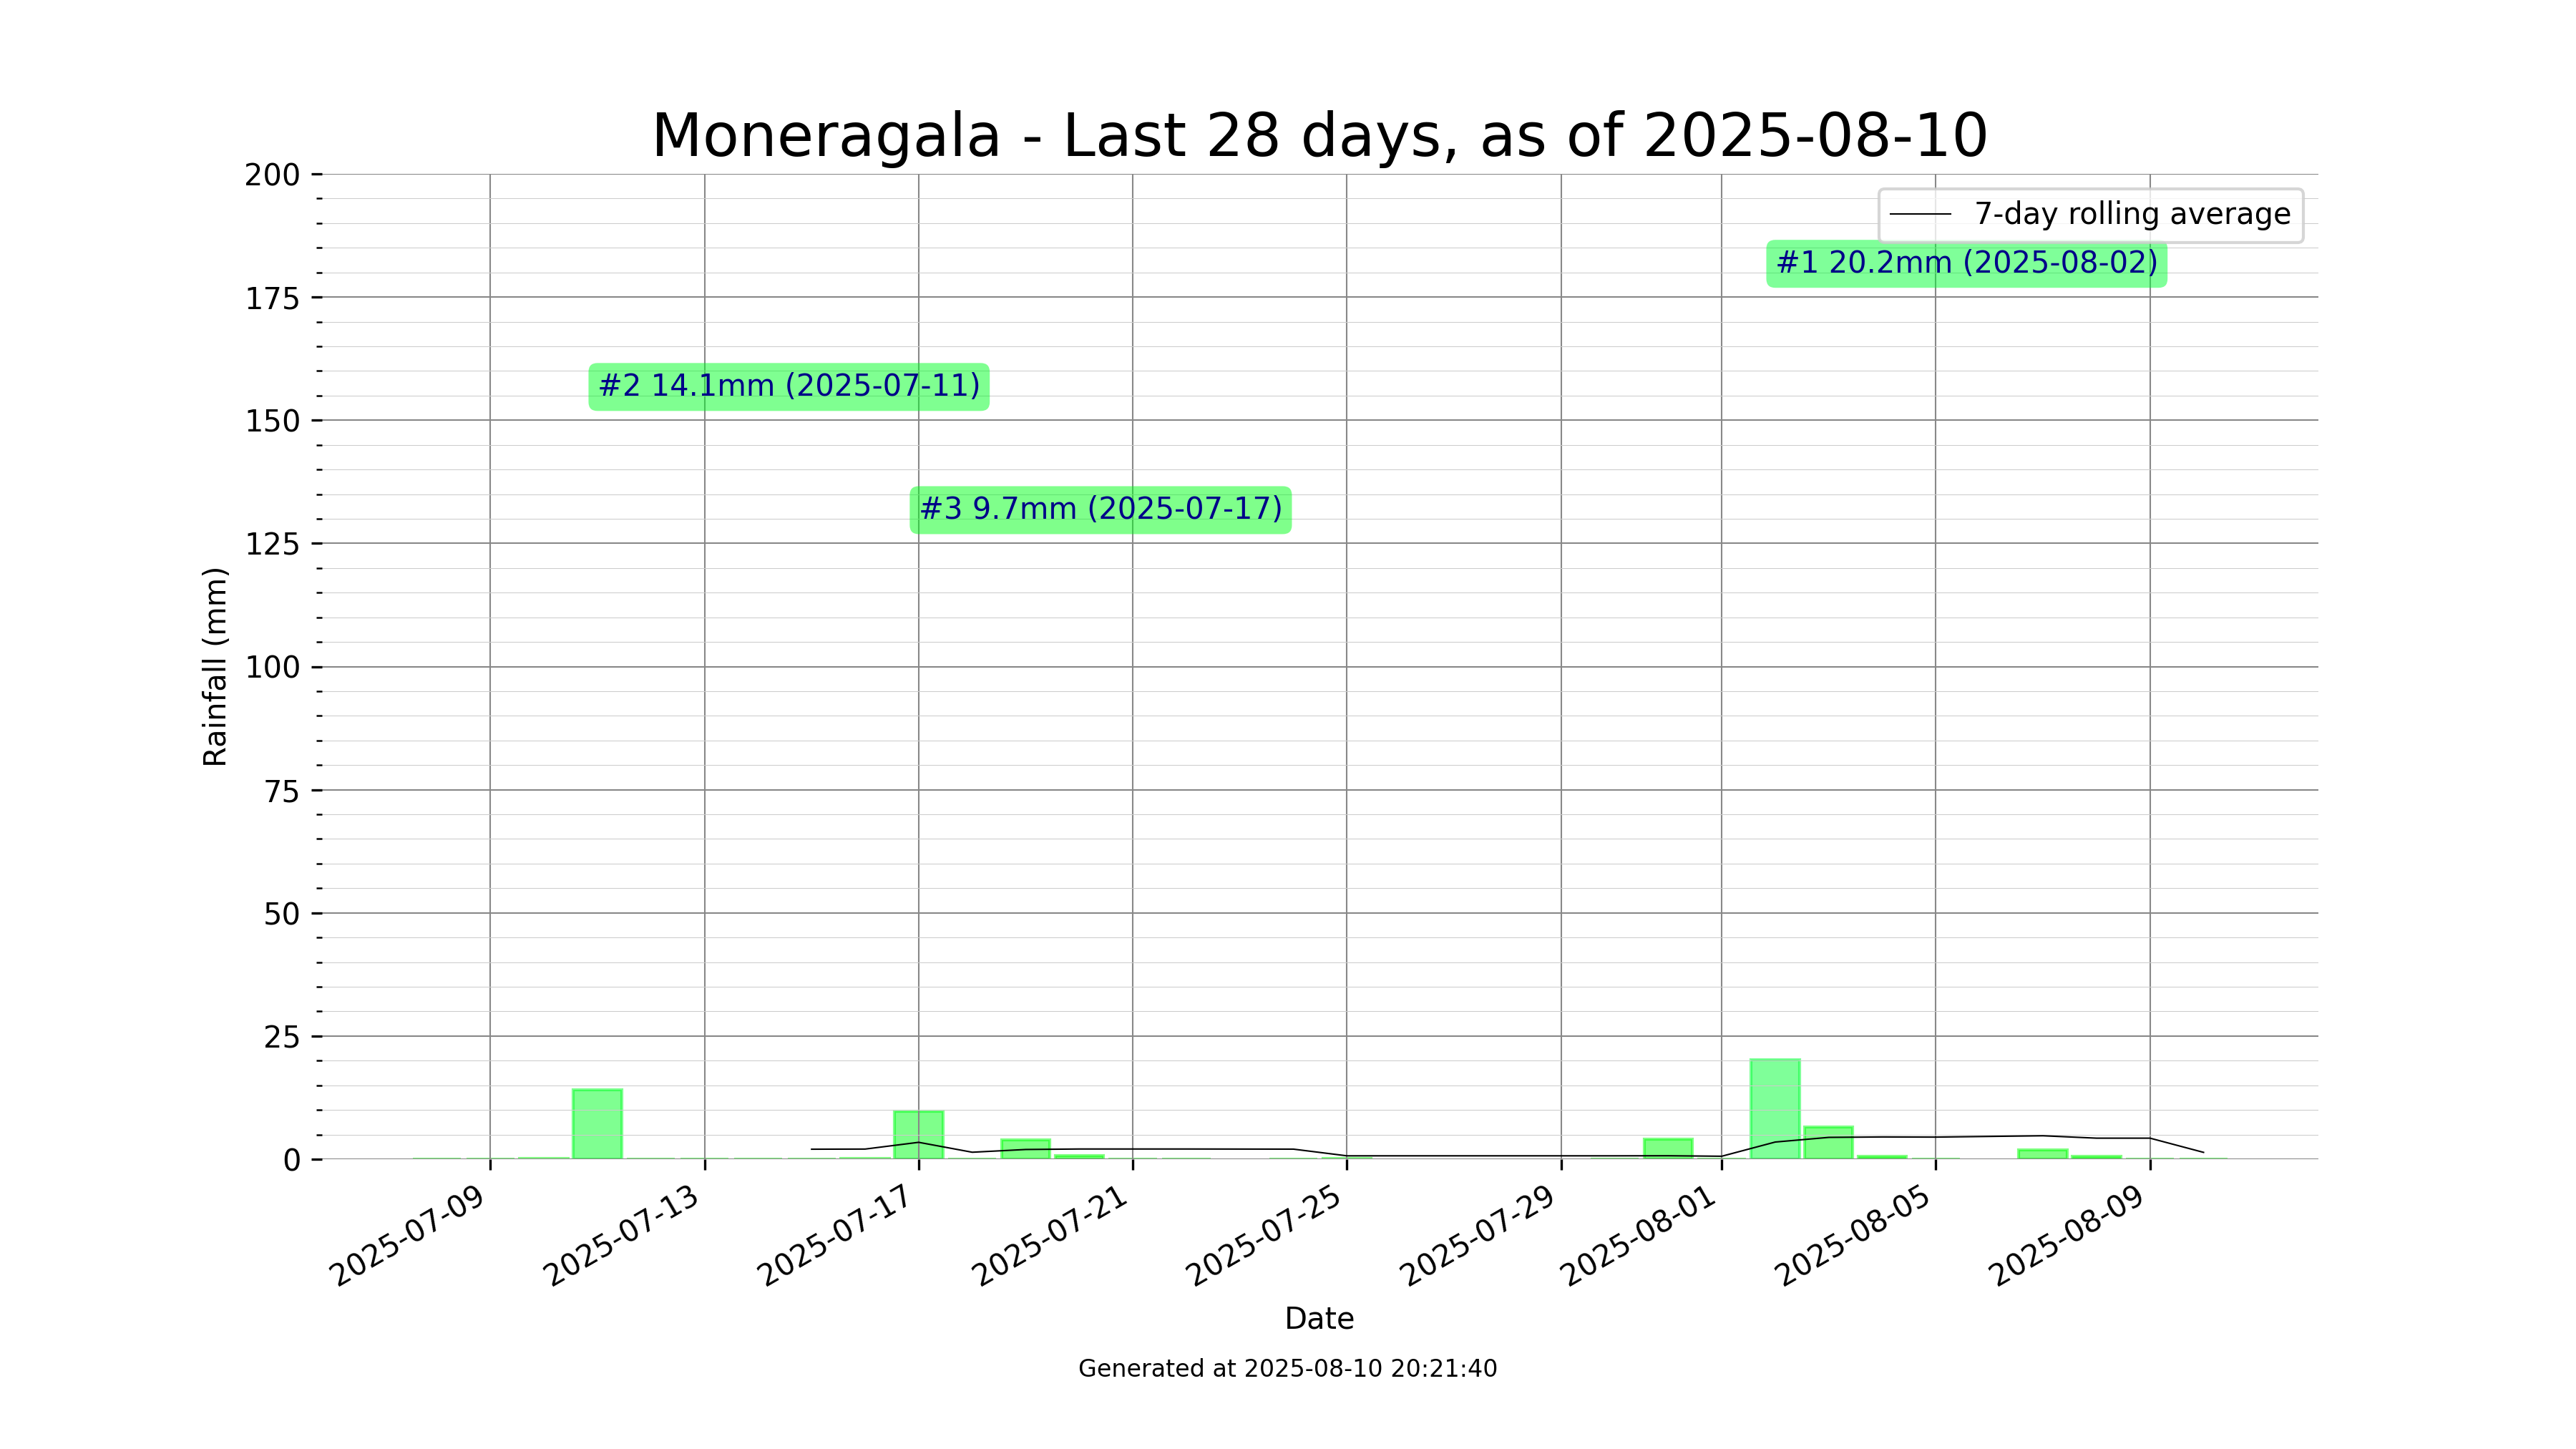 Moneragala - Last 28 days, as of 2025-08-10
7-day rolling average
#1 20.2mm (2025-08-02)
#2 14.1mm (2025-07-11)
#3 9.7mm (2025-07-17)
Rainfall (mm)
200
175
150
125
100
75
50
25
0
2025-07-09
2025-07-13
2025-07-17
2025-07-21
2025-07-25
2025-07-29
2025-08-01
2025-08-05
2025-08-09
Date
Generated at 2025-08-10 20:21:40